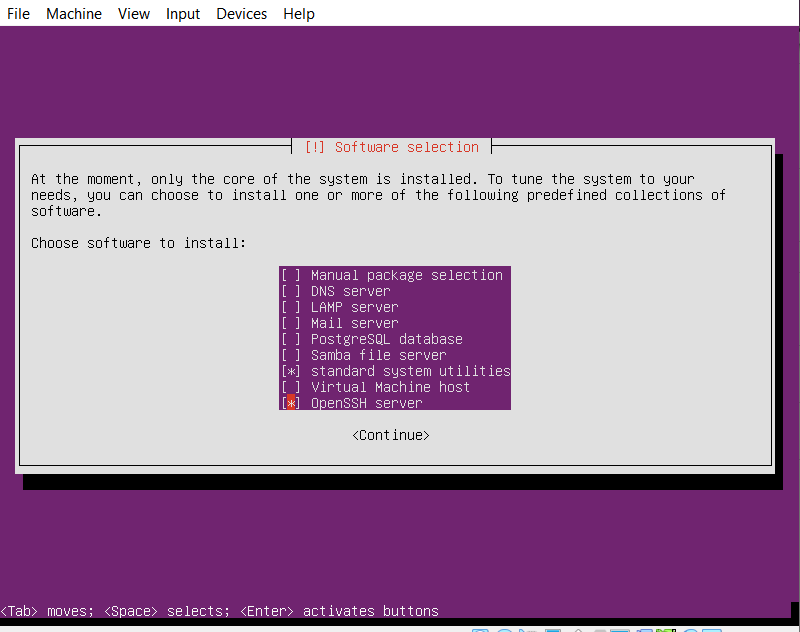 File Machine View Input Devices Help
[!] Software selection
At the moment, only the core of the system is installed. To tune the system to your
needs, you can choose to install one or more of the following predefined collections of
software.
Choose software to install:
[ ] Manual package selection
[ ] DNS server
[ ] LAMP server
[ ] Mail server
[ ] PostgreSQL database
[ ] Samba file server
[*] standard system utilities
[ ] Virtual Machine host
[*] OpenSSH server
<Continue>
<Tab> moves; <Space> selects; <Enter> activates buttons